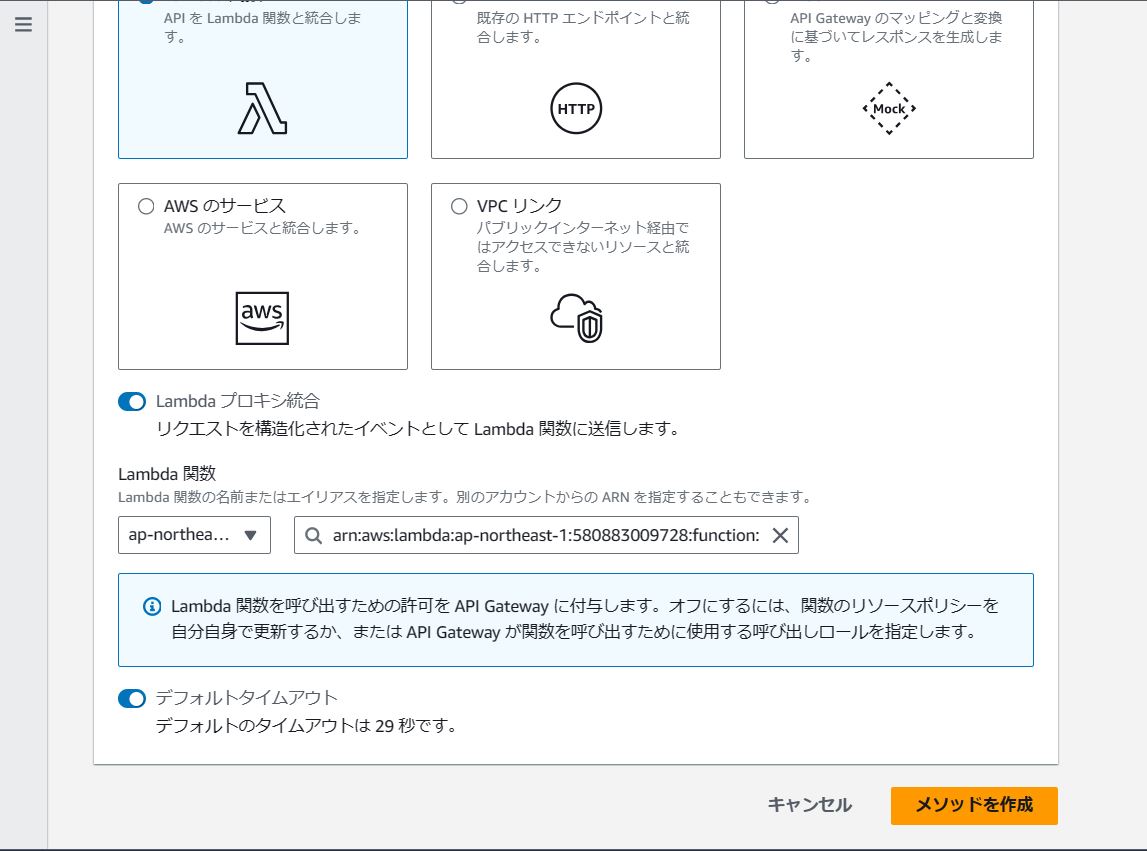 API を Lambda 関数と統合しま
す。
既存の HTTP エンドポイントと統
合します。
API Gateway のマッピングと変換
に基づいてレスポンスを生成しま
す。
HTTP
Mock
AWS のサービス
AWS のサービスと統合します。
aws
VPC リンク
パブリックインターネット経由で
はアクセスできないリソースと統
合します。
Lambda プロキシ統合
リクエストを構造化されたイベントとして Lambda 関数に送信します。
Lambda 関数
Lambda 関数の名前またはエイリアスを指定します。別のアカウントからの ARN を指定することもできます。
ap-northea...
arn:aws:lambda:ap-northeast-1:580883009728:function:
Lambda 関数を呼び出すための許可を API Gateway に付与します。オフにするには、関数のリソースポリシーを
自分自身で更新するか、または API Gateway が関数を呼び出すために使用する呼び出しロールを指定します。
デフォルトタイムアウト
デフォルトのタイムアウトは 29 秒です。
キャンセル
メソッドを作成